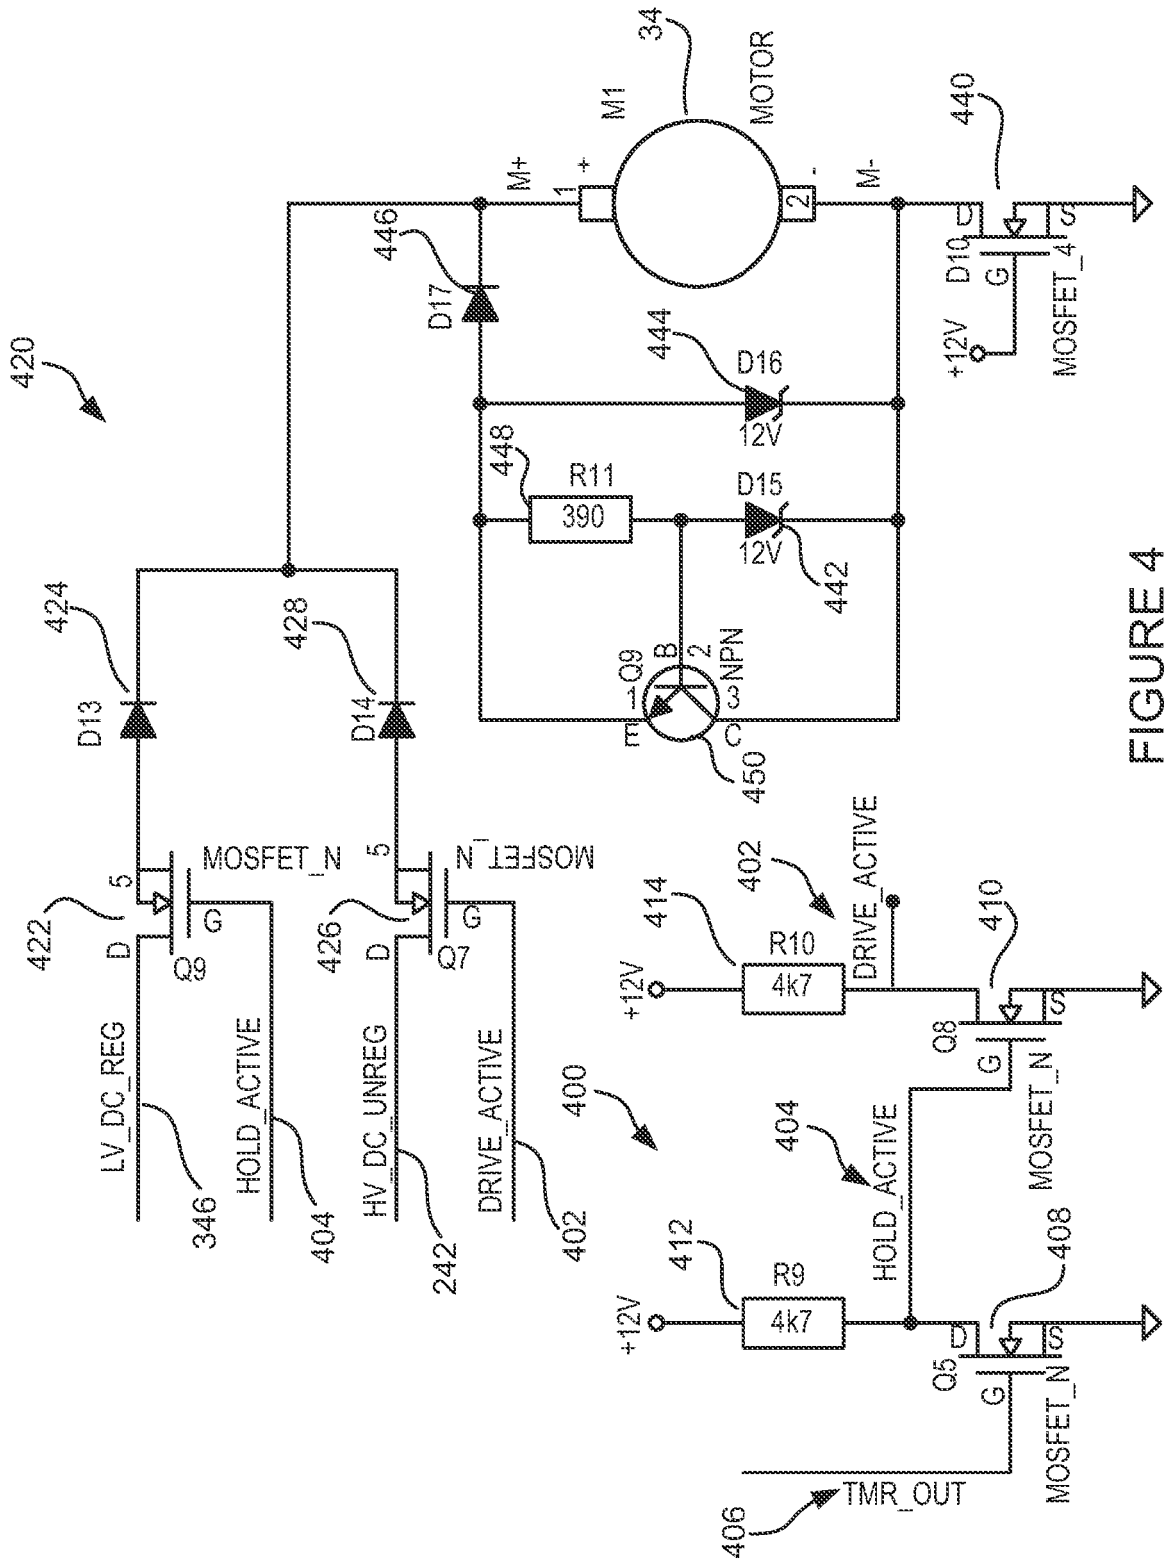 420
422
D
5
MOSFET_N
Q9
G
LV_DC_REG
346
HOLD_ACTIVE
404
D13
424
426
D
5
MOSFET_N
Q7
G
HV_DC_UNREG
242
DRIVE_ACTIVE
402
D14
428
446
D17
M+
1
+
M1
34
MOTOR
2
-
M-
448
R11
390
444
D16
12V
D15
12V
442
Q9
1
B
2
NPN
3
E
C
450
440
D
D10
G
S
+12V
MOSFET_4
400
412
+12V
R9
4k7
404
HOLD_ACTIVE
408
D
Q5
G
S
MOSFET_N
406
TMR_OUT
414
+12V
R10
4k7
402
DRIVE_ACTIVE
410
Q8
G
S
MOSFET_N
FIGURE 4